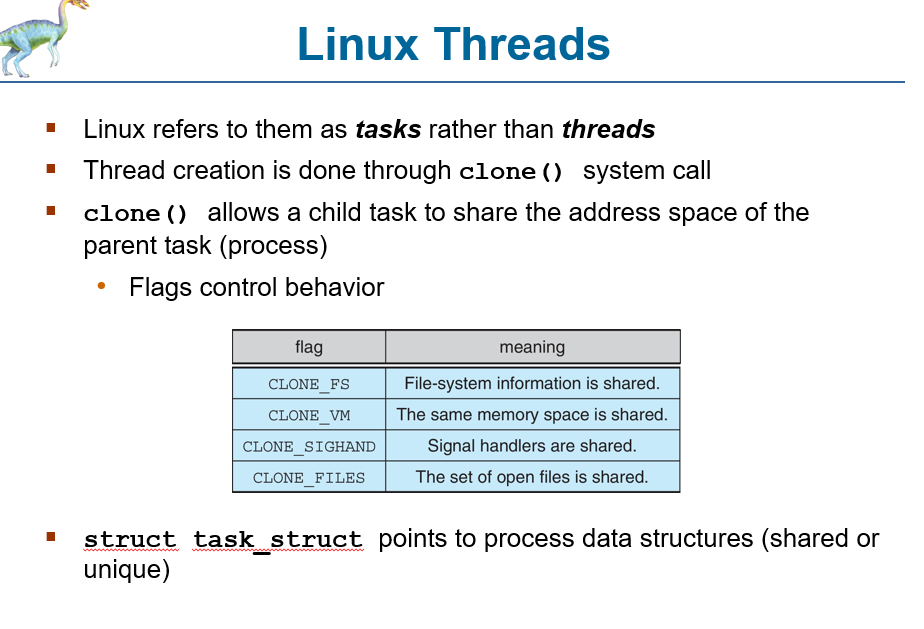 Linux Threads
Linux refers to them as tasks rather than threads
Thread creation is done through clone() system call
clone() allows a child task to share the address space of the
parent task (process)
Flags control behavior
flag meaning
CLONE_FS File-system information is shared.
CLONE_VM The same memory space is shared.
CLONE_SIGHAND Signal handlers are shared.
CLONE_FILES The set of open files is shared.
struct task_struct points to process data structures (shared or
unique)